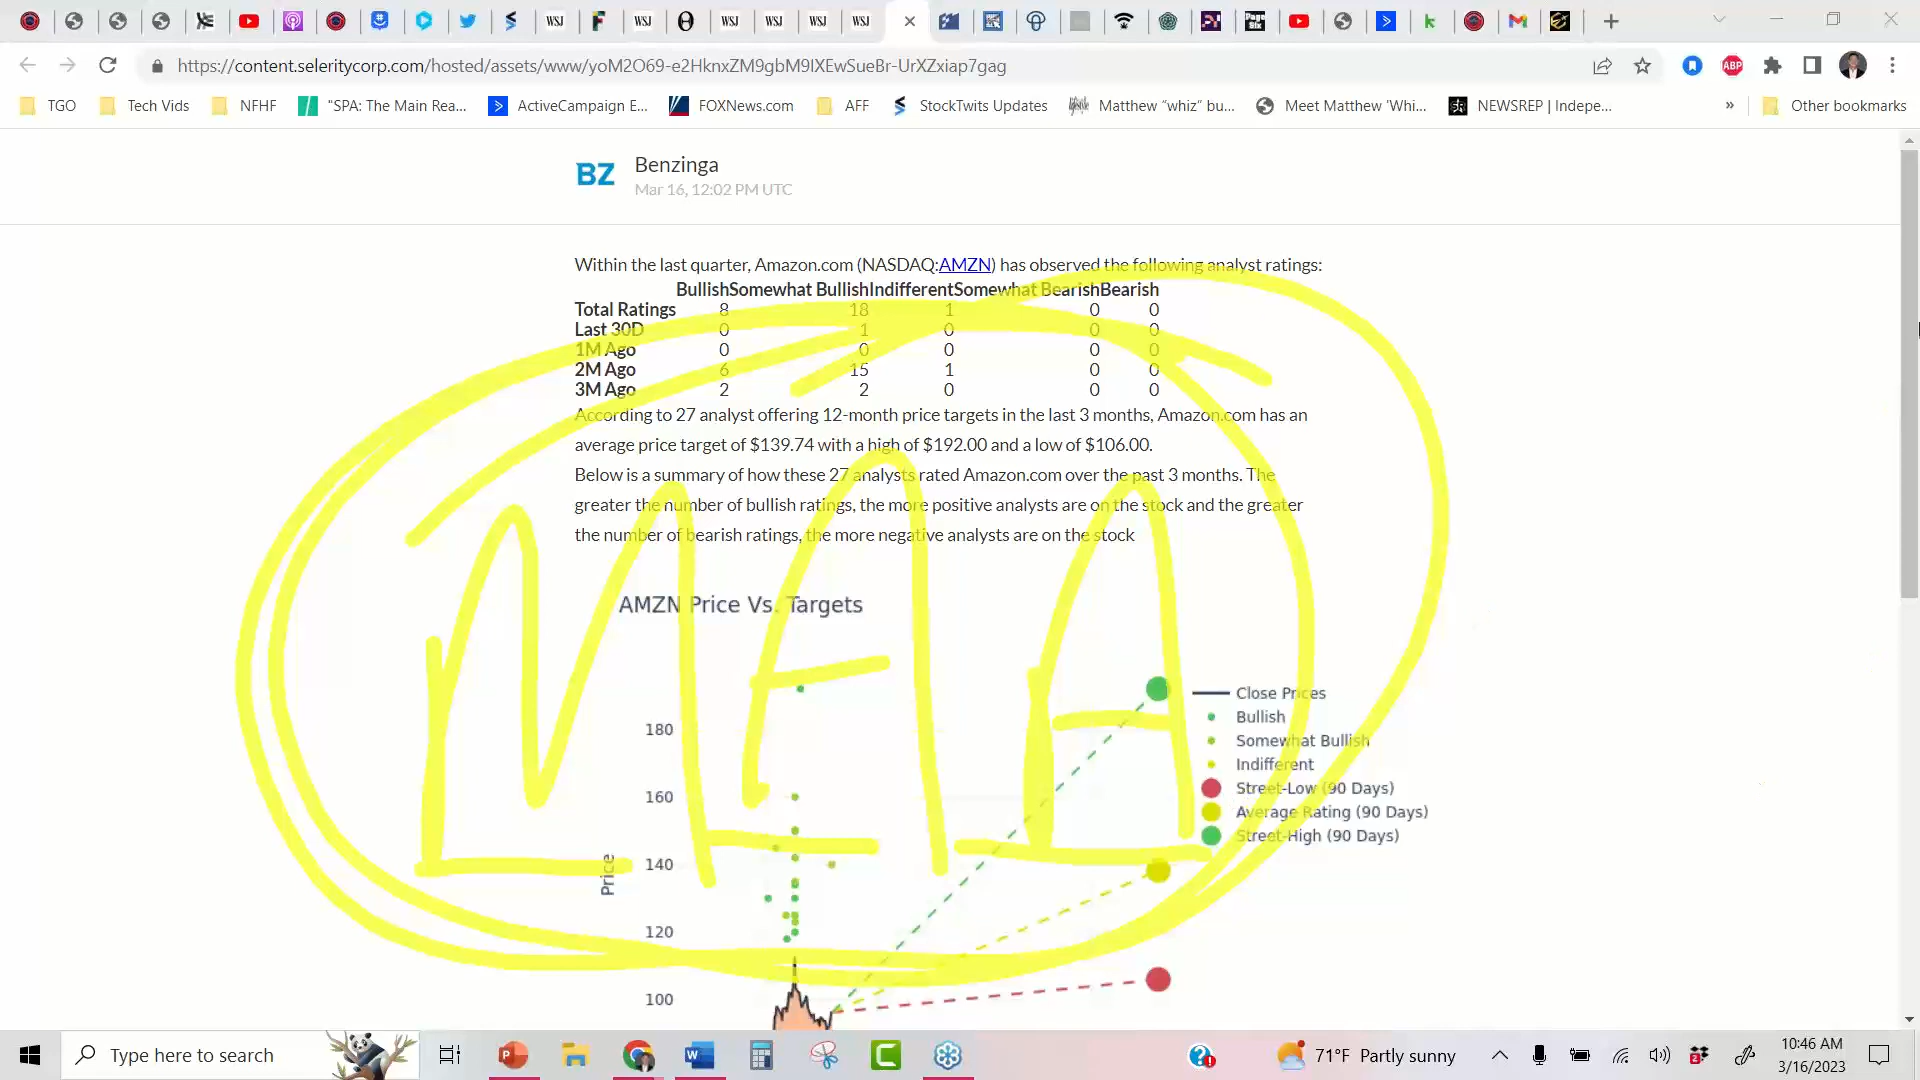 https://content.seleritycorp.com/hosted/assets/www/yoM2O69-e2HknxZM9gbM9IXEwSueBr-UrXZxiap7gag
TGO Tech Vids NFHF "SPA: The Main Rea... ActiveCampaign E... FOXNews.com AFF StockTwits Updates Matthew "whiz" bu... Meet Matthew 'Whi... NEWSREP | Indepe... » Other bookmarks
BZ Benzinga
Mar 16, 12:02 PM UTC
Within the last quarter, Amazon.com (NASDAQ:AMZN) has observed the following analyst ratings:
BullishSomewhat BullishIndifferentSomewhat BearishBearish
Total Ratings 8 18 1 0 0
Last 30D 0 1 0 0 0
1M Ago 0 0 0 0 0
2M Ago 6 15 1 0 0
3M Ago 2 2 0 0 0
According to 27 analyst offering 12-month price targets in the last 3 months, Amazon.com has an
average price target of $139.74 with a high of $192.00 and a low of $106.00.
Below is a summary of how these 27 analysts rated Amazon.com over the past 3 months. The
greater the number of bullish ratings, the more positive analysts are on the stock and the greater
the number of bearish ratings, the more negative analysts are on the stock
MAA
AMZN Price Vs. Targets
Close Prices
Bullish
Somewhat Bullish
Indifferent
Street-Low (90 Days)
Average Rating (90 Days)
Street-High (90 Days)
180
160
140
120
100
Price
Type here to search
71°F Partly sunny
10:46 AM
3/16/2023